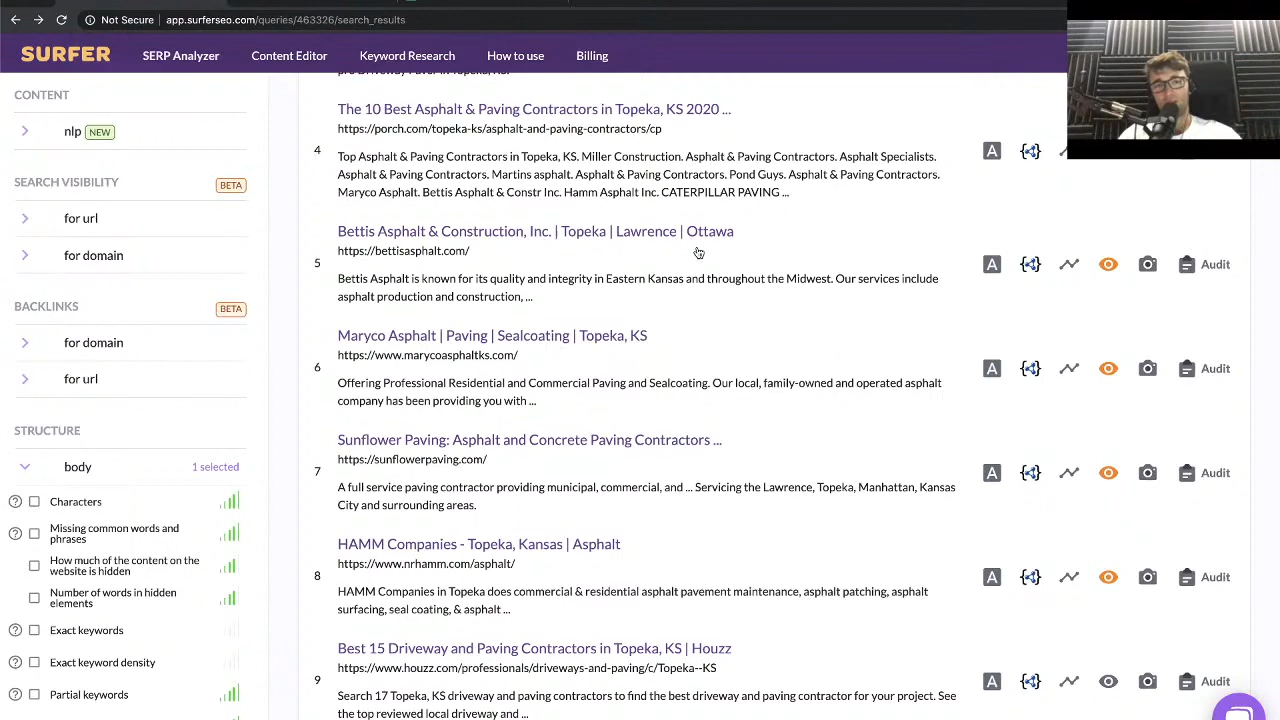 Not Secure | app.surferseo.com/queries/463326/search_results
SURFER
SERP Analyzer
Content Editor
Research
Billing
CONTENT
nlp NEW
SEARCH VISIBILITY BETA
for url
for domain
BACKLINKS BETA
for domain
for url
STRUCTURE
body 1 selected
Characters
Missing common words and
phrases
How much of the content on the
website is hidden
Number of words in hidden
elements
Exact keywords
Exact keyword density
Partial keywords
The 10 Best Asphalt & Paving Contractors in Topeka, KS 2020 ...
4
Top Asphalt & Paving Contractors in Topeka, KS. Miller Construction. Asphalt & Paving Contractors. Asphalt Specialists.
Asphalt & Paving Contractors. Martins asphalt. Asphalt & Paving Contractors. Pond Guys. Asphalt & Paving Contractors.
Maryco Asphalt. Bettis Asphalt & Constr Inc. Hamm Asphalt Inc. CATERPILLAR PAVING ...
Bettis Asphalt & Construction, Inc. | Topeka | Lawrence | Ottawa
https://bettisasphalt.com/
5
Audit
Bettis Asphalt is known for its quality and integrity in Eastern Kansas and throughout the Midwest. Our services include
asphalt production and construction, ...
Maryco Asphalt | Paving | Sealcoating | Topeka, KS
https://www.marycoasphaltks.com/
6
Audit
Offering Professional Residential and Commercial Paving and Sealcoating. Our local, family-owned and operated asphalt
company has been providing you with ...
Sunflower Paving: Asphalt and Concrete Paving Contractors ...
https://sunflowerpaving.com/
7
Audit
A full service paving contractor providing municipal, commercial, and ... Servicing the Lawrence, Topeka, Manhattan, Kansas
City and surrounding areas.
HAMM Companies - Topeka, Kansas | Asphalt
https://www.nrhamm.com/asphalt/
8
Audit
HAMM Companies in Topeka does commercial & residential asphalt pavement maintenance, asphalt patching, asphalt
surfacing, seal coating, & asphalt ...
Best 15 Driveway and Paving Contractors in Topeka, KS | Houzz
https://www.houzz.com/professionals/driveways-and-paving/c/Topeka--KS
9
Audit
Search 17 Topeka, KS driveway and paving contractors to find the best driveway and paving contractor for your project. See
the top reviewed local driveway and ...